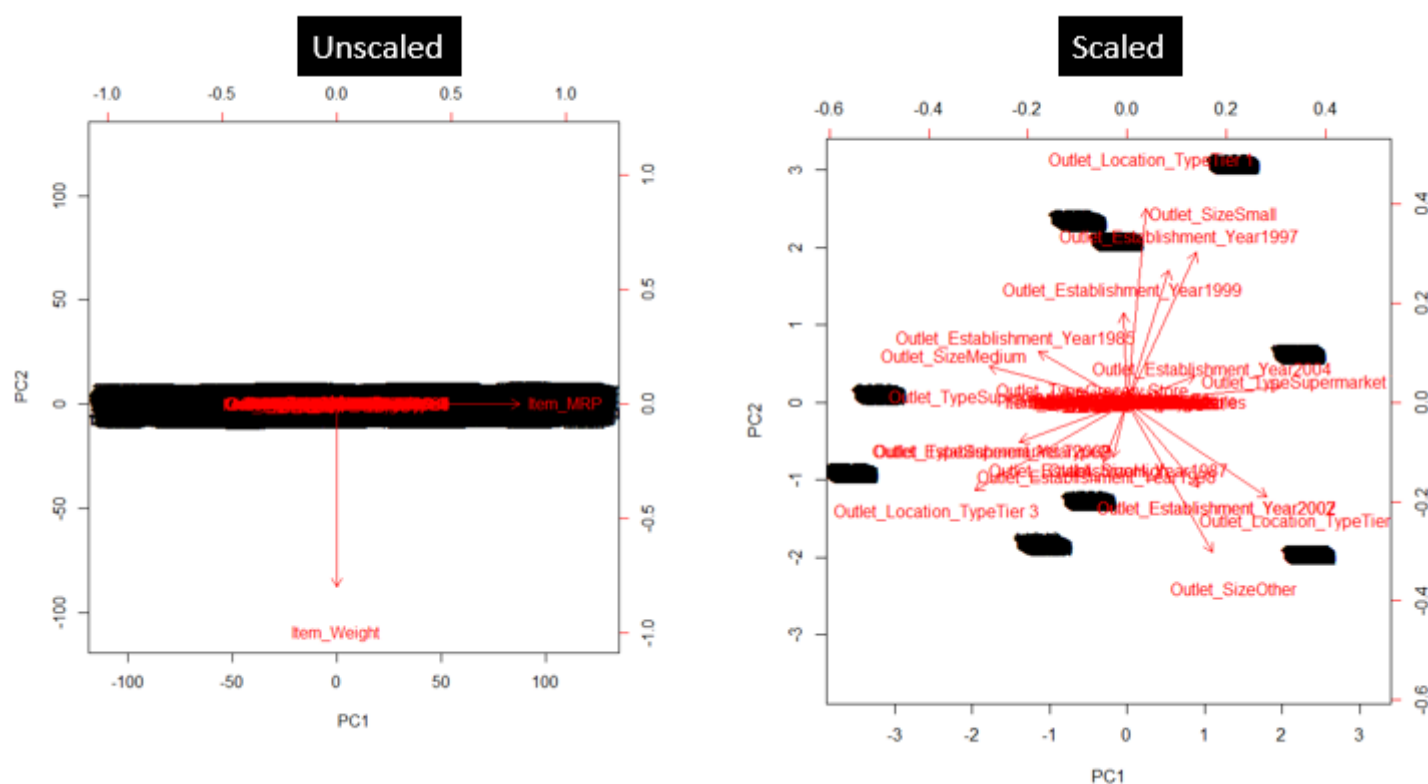 Unscaled
-1.0 -0.5 0.0 0.5 1.0
100
50
0
-50
-100
PC2
1.0
0.5
0.0
-0.5
-1.0
Item_MRP
Item_Weight
-100 -50 0 50 100
PC1
Scaled
-0.6 -0.4 -0.2 0.0 0.2 0.4
3
2
1
0
-1
-2
-3
PC2
0.4
0.2
0.0
-0.2
-0.4
-0.6
Outlet_Location_TypeTier 1
Outlet_SizeSmall
Outlet_Establishment_Year1997
Outlet_Establishment_Year1999
Outlet_Establishment_Year1985
Outlet_SizeMedium
Outlet_Establishment_Year2004
Outlet_TypeSupermarket
Outlet_Establishment_Year1987
Outlet_Location_TypeTier 3
Outlet_Location_TypeTier
Outlet_SizeOther
-3 -2 -1 0 1 2 3
PC1